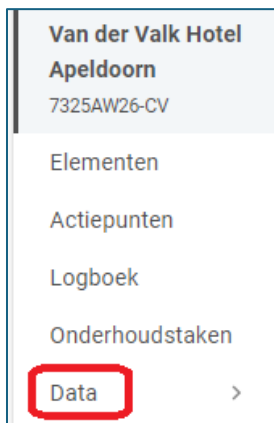 Van der Valk Hotel
Apeldoorn
7325AW26-CV
Elementen
Actiepunten
Logboek
Onderhoudstaken
Data